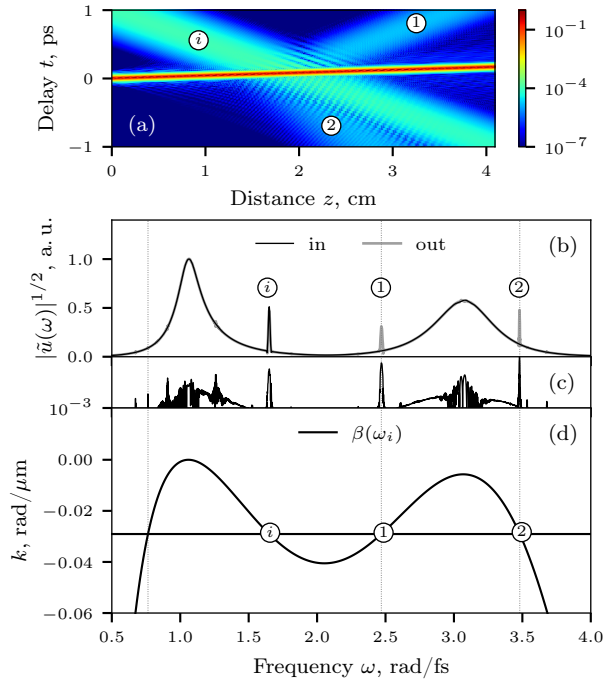 Delay t, ps
1
0
−1
i
1
2
(a)
10⁻¹
10⁻⁴
10⁻⁷
0 1 2 3 4
Distance z, cm
|ũ(ω)|^{1/2}, a. u.
1.0
0.5
0.0
in out
(b)
i
1
2
(c)
10⁻³
β(ω_i)
(d)
k, rad/μm
0.00
−0.02
−0.04
−0.06
i
1
2
0.5 1.0 1.5 2.0 2.5 3.0 3.5 4.0
Frequency ω, rad/fs